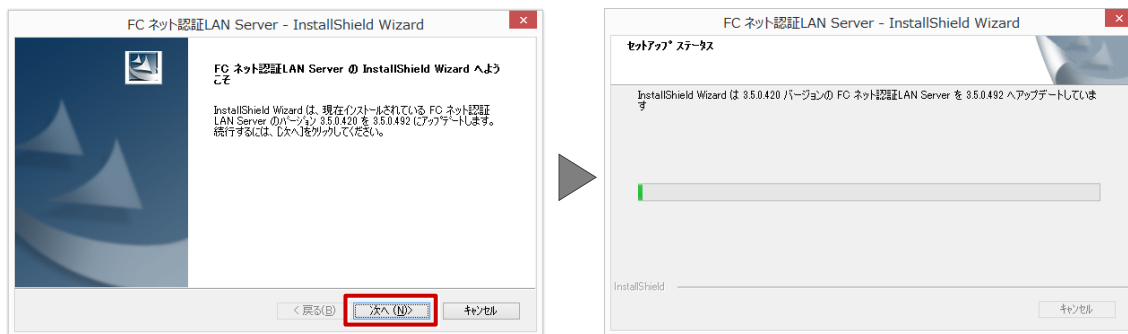 FC ネット認証LAN Server - InstallShield Wizard
FC ネット認証LAN Server の InstallShield Wizard へよう
こそ
InstallShield Wizard は、現在インストールされている FC ネット認証
LAN Server のバージョン 3.5.0.420 を 3.5.0.492 にアップデートします。
続行するには、[次へ]をクリックしてください。
< 戻る(B)
次へ (N)>
キャンセル
FC ネット認証LAN Server - InstallShield Wizard
セットアップ ステータス
InstallShield Wizard は 3.5.0.420 バージョンの FC ネット認証LAN Server を 3.5.0.492 へアップデートしていま
す
InstallShield
キャンセル